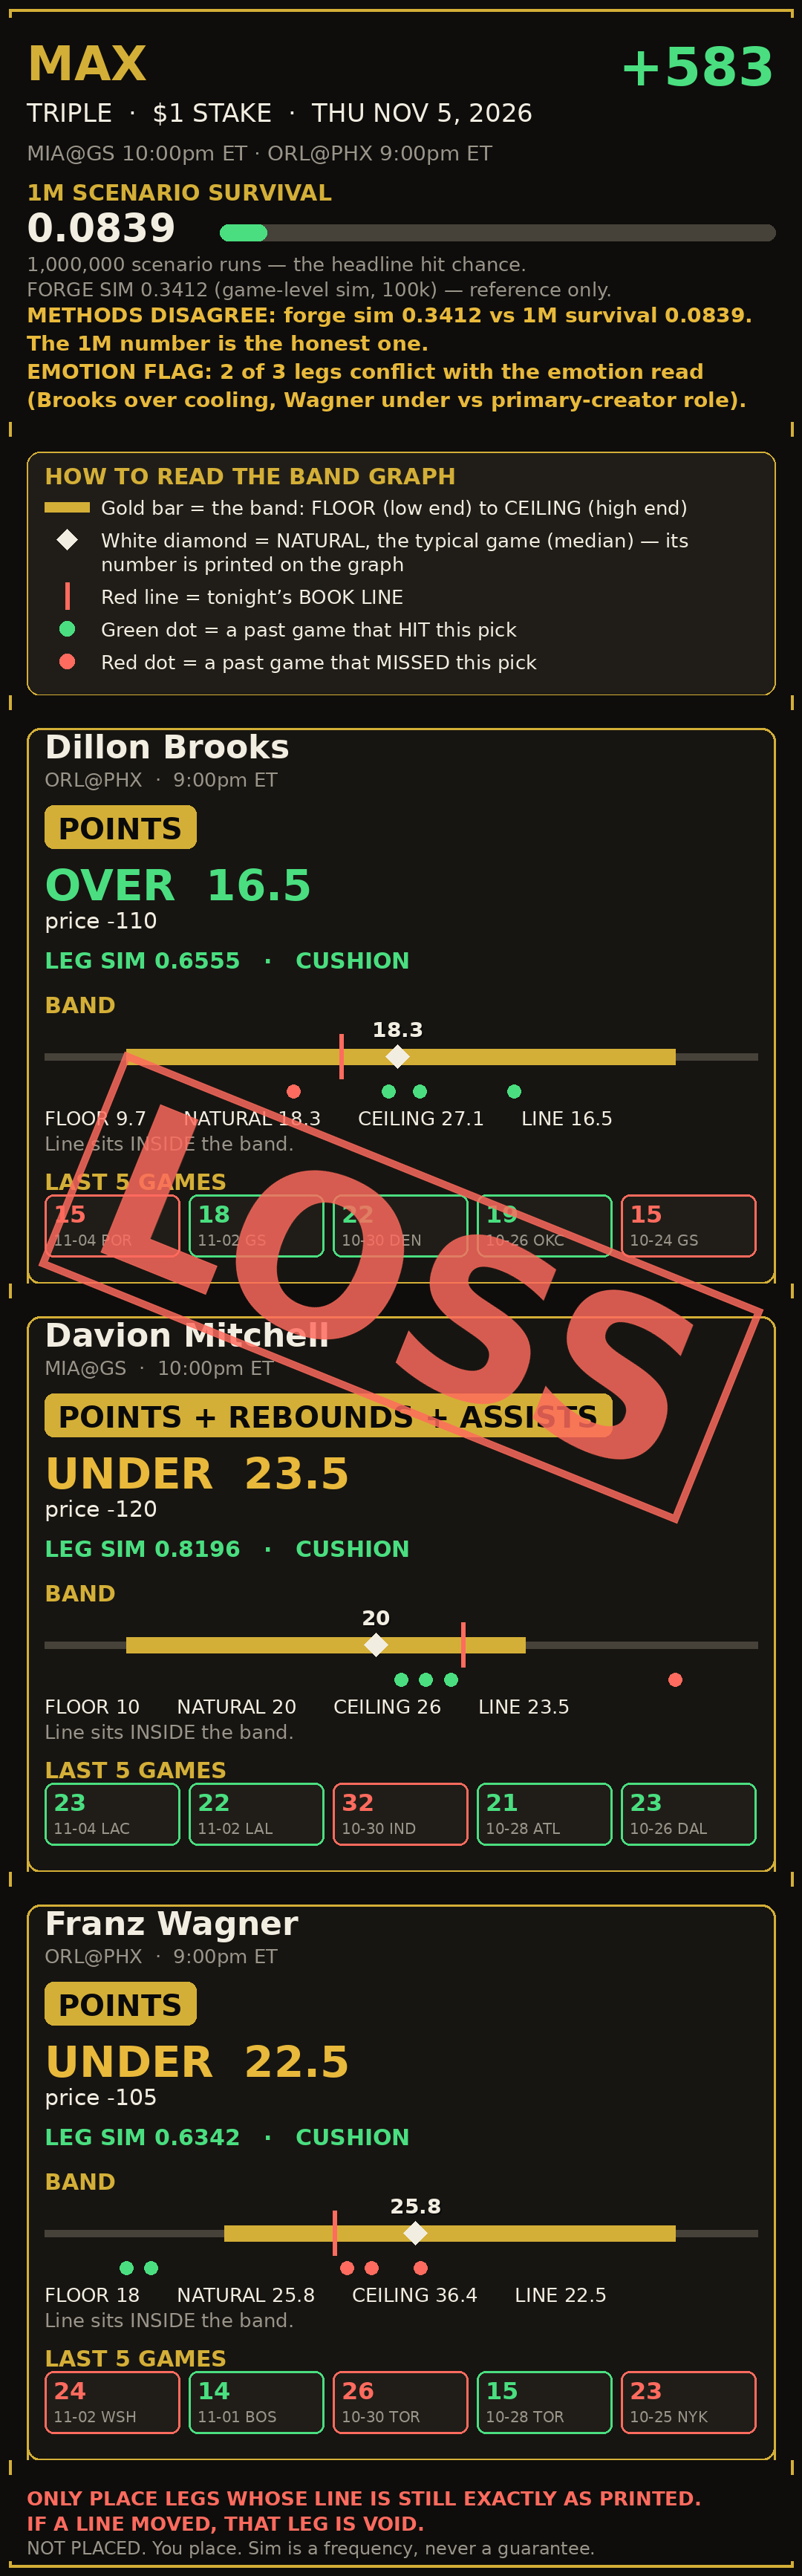 MAX
+583
TRIPLE · $1 STAKE · THU NOV 5, 2026
MIA@GS 10:00pm ET · ORL@PHX 9:00pm ET
1M SCENARIO SURVIVAL
0.0839
1,000,000 scenario runs — the headline hit chance.
FORGE SIM 0.3412 (game-level sim, 100k) — reference only.
METHODS DISAGREE: forge sim 0.3412 vs 1M survival 0.0839.
The 1M number is the honest one.
EMOTION FLAG: 2 of 3 legs conflict with the emotion read
(Brooks over cooling, Wagner under vs primary-creator role).
HOW TO READ THE BAND GRAPH
Gold bar = the band: FLOOR (low end) to CEILING (high end)
White diamond = NATURAL, the typical game (median) — its
number is printed on the graph
Red line = tonight’s BOOK LINE
Green dot = a past game that HIT this pick
Red dot = a past game that MISSED this pick
Dillon Brooks
ORL@PHX · 9:00pm ET
POINTS
OVER 16.5
price -110
LEG SIM 0.6555 · CUSHION
BAND
18.3
FLOOR 9.7 NATURAL 18.3 CEILING 27.1 LINE 16.5
Line sits INSIDE the band.
LAST 5 GAMES
15 18 22 19 15
11-04 POR 11-02 GS 10-30 DEN 10-26 OKC 10-24 GS
LOSS
Davion Mitchell
MIA@GS · 10:00pm ET
POINTS + REBOUNDS + ASSISTS
UNDER 23.5
price -120
LEG SIM 0.8196 · CUSHION
BAND
20
FLOOR 10 NATURAL 20 CEILING 26 LINE 23.5
Line sits INSIDE the band.
LAST 5 GAMES
23 22 32 21 23
11-04 LAC 11-02 LAL 10-30 IND 10-28 ATL 10-26 DAL
Franz Wagner
ORL@PHX · 9:00pm ET
POINTS
UNDER 22.5
price -105
LEG SIM 0.6342 · CUSHION
BAND
25.8
FLOOR 18 NATURAL 25.8 CEILING 36.4 LINE 22.5
Line sits INSIDE the band.
LAST 5 GAMES
24 14 26 15 23
11-02 WSH 11-01 BOS 10-30 TOR 10-28 TOR 10-25 NYK
ONLY PLACE LEGS WHOSE LINE IS STILL EXACTLY AS PRINTED.
IF A LINE MOVED, THAT LEG IS VOID.
NOT PLACED. You place. Sim is a frequency, never a guarantee.